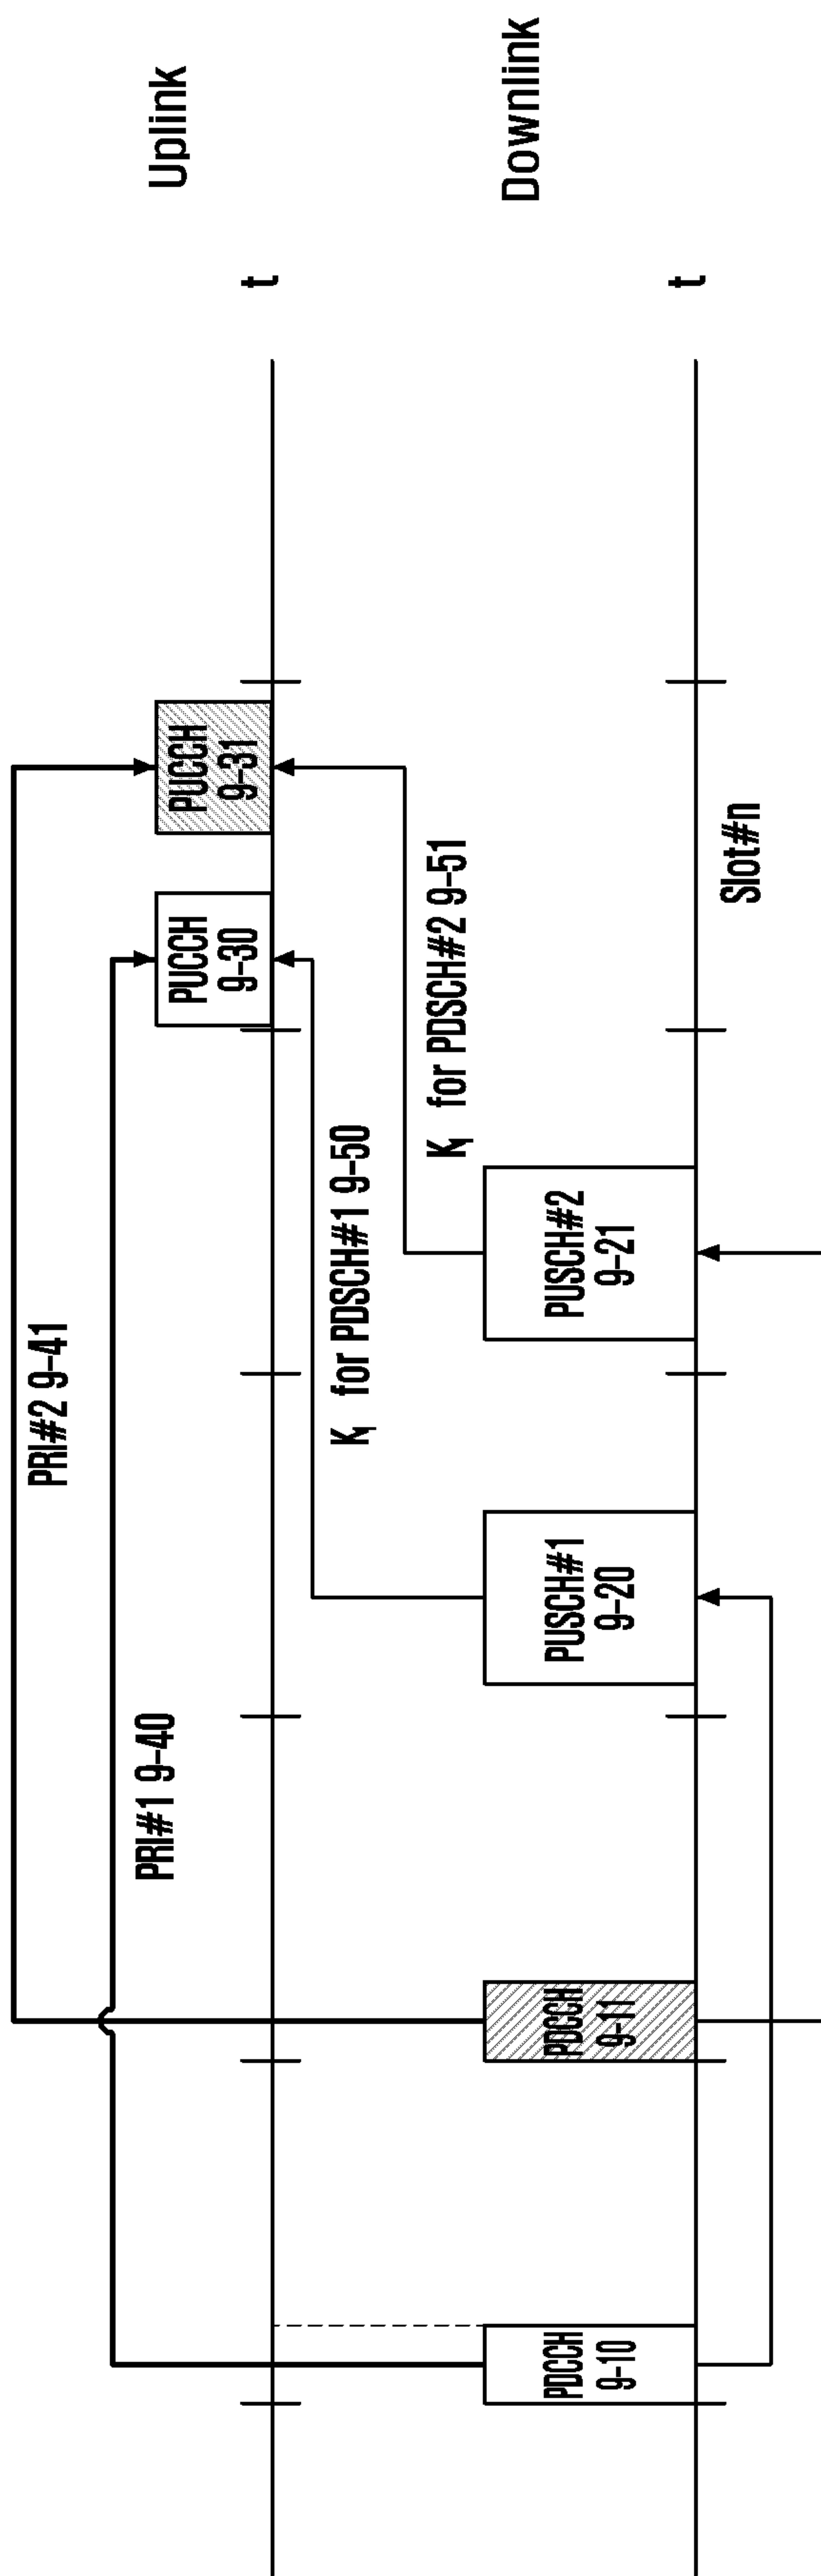 PRI#2 9-41
PRI#1 9-40
Uplink
PUCCH
9-30
PUCCH
9-31
t
K₁ for PDSCH#1 9-50
K₁ for PDSCH#2 9-51
Downlink
PDCCH
9-10
PDCCH
9-11
PUSCH#1
9-20
PUSCH#2
9-21
t
Slot#n